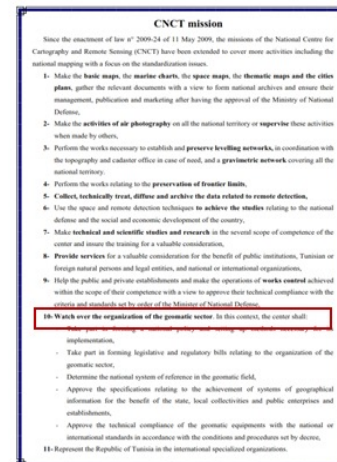 CNCT mission
Since the enactment of law n° 2009-24 of 11 May 2009, the missions of the National Centre for
Cartography and Remote Sensing (CNCT) have been extended to cover more activities including the
national mapping with a focus on the standardization issues.
1- Make the basic maps, the marine charts, the space maps, the thematic maps and the cities
plans, gather the relevant documents with a view to form national archives and ensure their
management, publication and marketing after having the approval of the Ministry of National
Defense,
2- Make the activities of air photography on all the national territory or supervise these activities
when made by others,
3- Perform the works necessary to establish and preserve levelling networks, in coordination with
the topography and cadaster office in case of need, and a gravimetric network covering all the
national territory.
4- Perform the works relating to the preservation of frontier limits,
5- Collect, technically treat, diffuse and archive the data related to remote detection,
6- Use the space and remote detection techniques to achieve the studies relating to the national
defense and the social and economic development of the country,
7- Make technical and scientific studies and research in the several scope of competence of the
center and insure the training for a valuable consideration,
8- Provide services for a valuable consideration for the benefit of public institutions, Tunisian or
foreign natural persons and legal entities, and national or international organizations,
9- Help the public and private establishments and make the operations of works control achieved
within the scope of their competence with a view to approve their technical compliance with the
criteria and standards set by order of the Minister of National Defense,
10- Watch over the organization of the geomatic sector. In this context, the center shall:
- Take part in forming a national policy and setting up methods necessary for its
implementation,
- Take part in forming legislative and regulatory bills relating to the organization of the
geomatic sector,
- Determine the national system of reference in the geomatic field,
- Approve the specifications relating to the achievement of systems of geographical
information for the benefit of the state, local collectivities and public enterprises and
establishments,
- Approve the technical compliance of the geomatic equipments with the national or
international standards in accordance with the conditions and procedures set by decree,
11- Represent the Republic of Tunisia in the international specialized organizations.